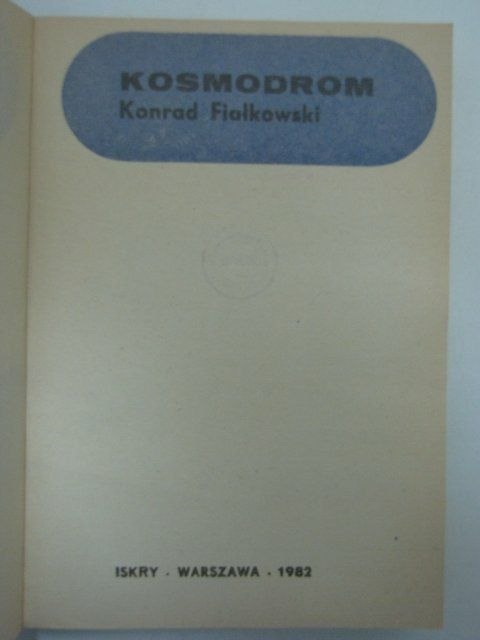 KOSMODROM
Konrad Fiałkowski
ISKRY · WARSZAWA · 1982